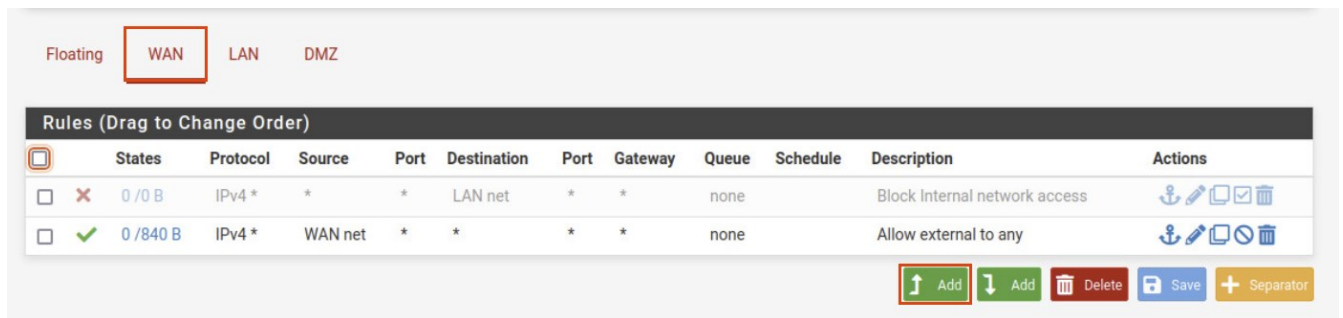 Floating WAN LAN DMZ
Rules (Drag to Change Order)
States Protocol Source Port Destination Port Gateway Queue Schedule Description Actions
0 /0 B IPv4 * * * LAN net * * none Block Internal network access
0 /840 B IPv4 * WAN net * * * * none Allow external to any
Add Add Delete Save Separator